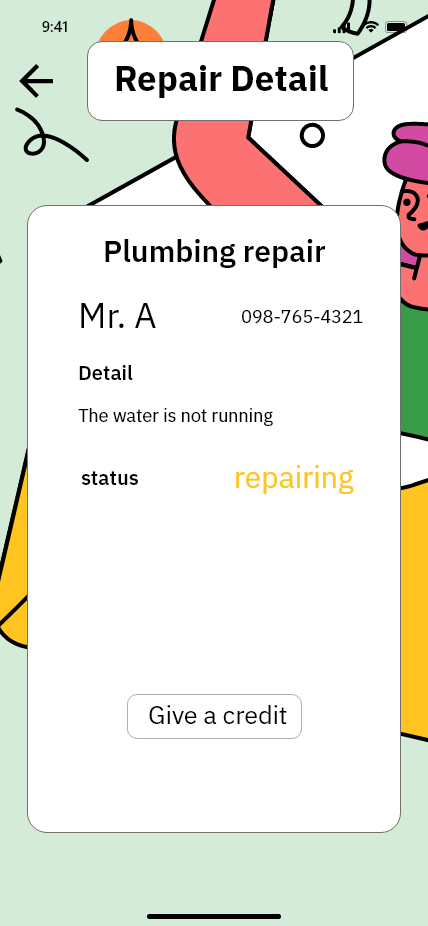 9:41
Repair Detail
Plumbing repair
Mr. A 098-765-4321
Detail
The water is not running
status repairing
Give a credit